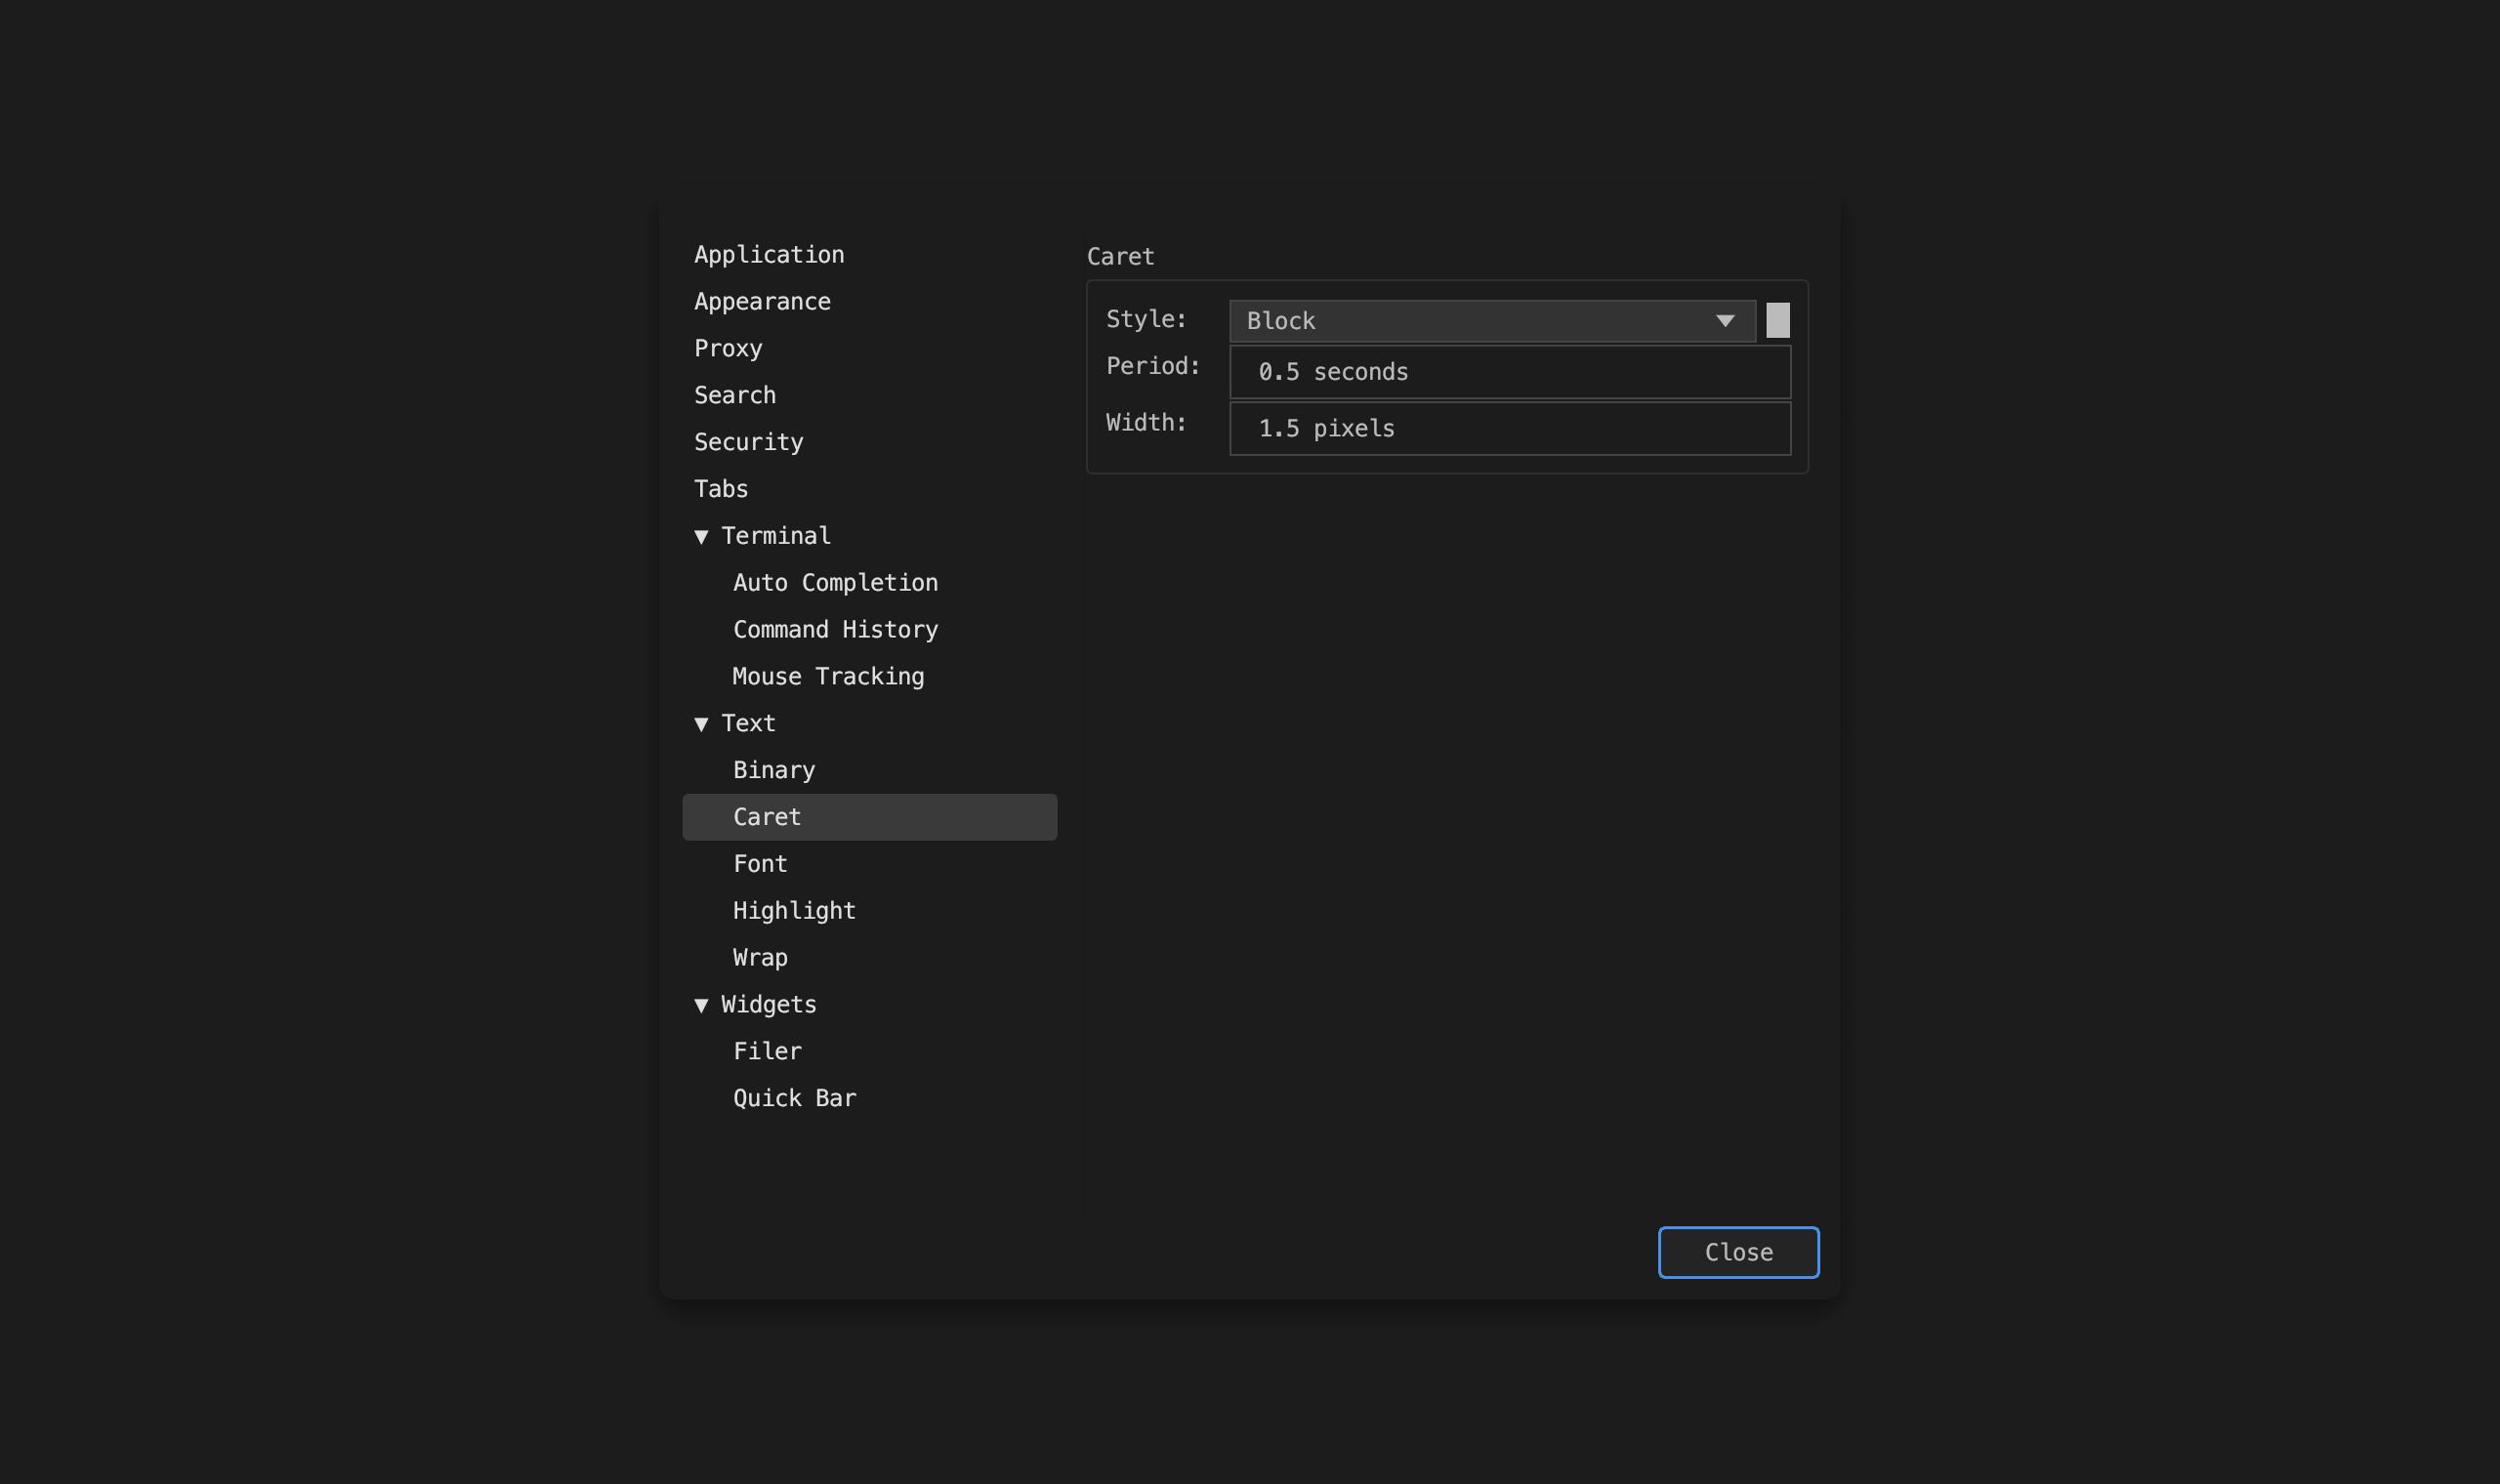 Application
Appearance
Proxy
Search
Security
Tabs
▼ Terminal
Auto Completion
Command History
Mouse Tracking
▼ Text
Binary
Caret
Font
Highlight
Wrap
▼ Widgets
Filer
Quick Bar
Caret
Style: Block
Period: 0.5 seconds
Width: 1.5 pixels
Close